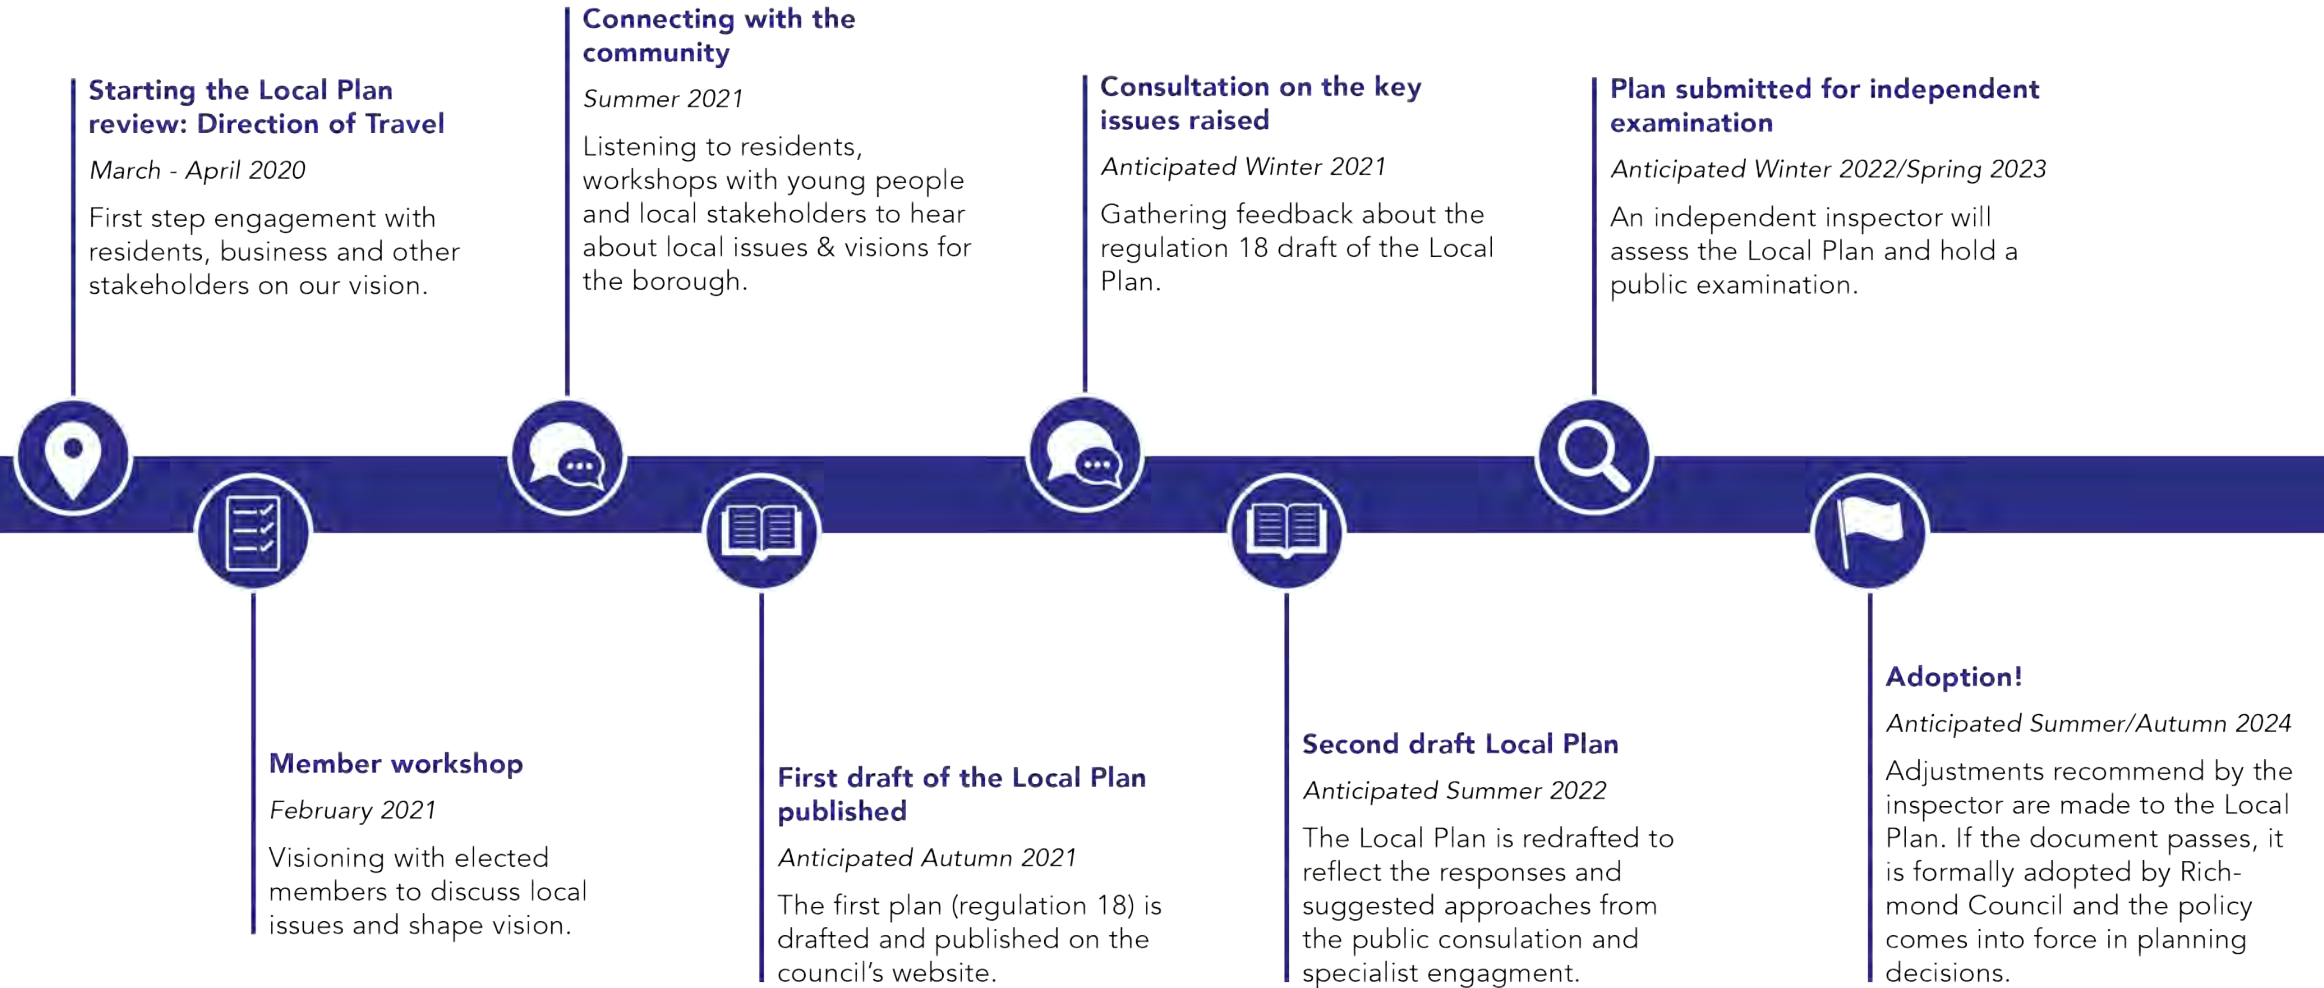 Starting the Local Plan
review: Direction of Travel
March - April 2020
First step engagement with
residents, business and other
stakeholders on our vision.
Member workshop
February 2021
Visioning with elected
members to discuss local
issues and shape vision.
Connecting with the
community
Summer 2021
Listening to residents,
workshops with young people
and local stakeholders to hear
about local issues & visions for
the borough.
First draft of the Local Plan
published
Anticipated Autumn 2021
The first plan (regulation 18) is
drafted and published on the
council's website.
Consultation on the key
issues raised
Anticipated Winter 2021
Gathering feedback about the
regulation 18 draft of the Local
Plan.
Second draft Local Plan
Anticipated Summer 2022
The Local Plan is redrafted to
reflect the responses and
suggested approaches from
the public consulation and
specialist engagment.
Plan submitted for independent
examination
Anticipated Winter 2022/Spring 2023
An independent inspector will
assess the Local Plan and hold a
public examination.
Adoption!
Anticipated Summer/Autumn 2024
Adjustments recommend by the
inspector are made to the Local
Plan. If the document passes, it
is formally adopted by Rich-
mond Council and the policy
comes into force in planning
decisions.